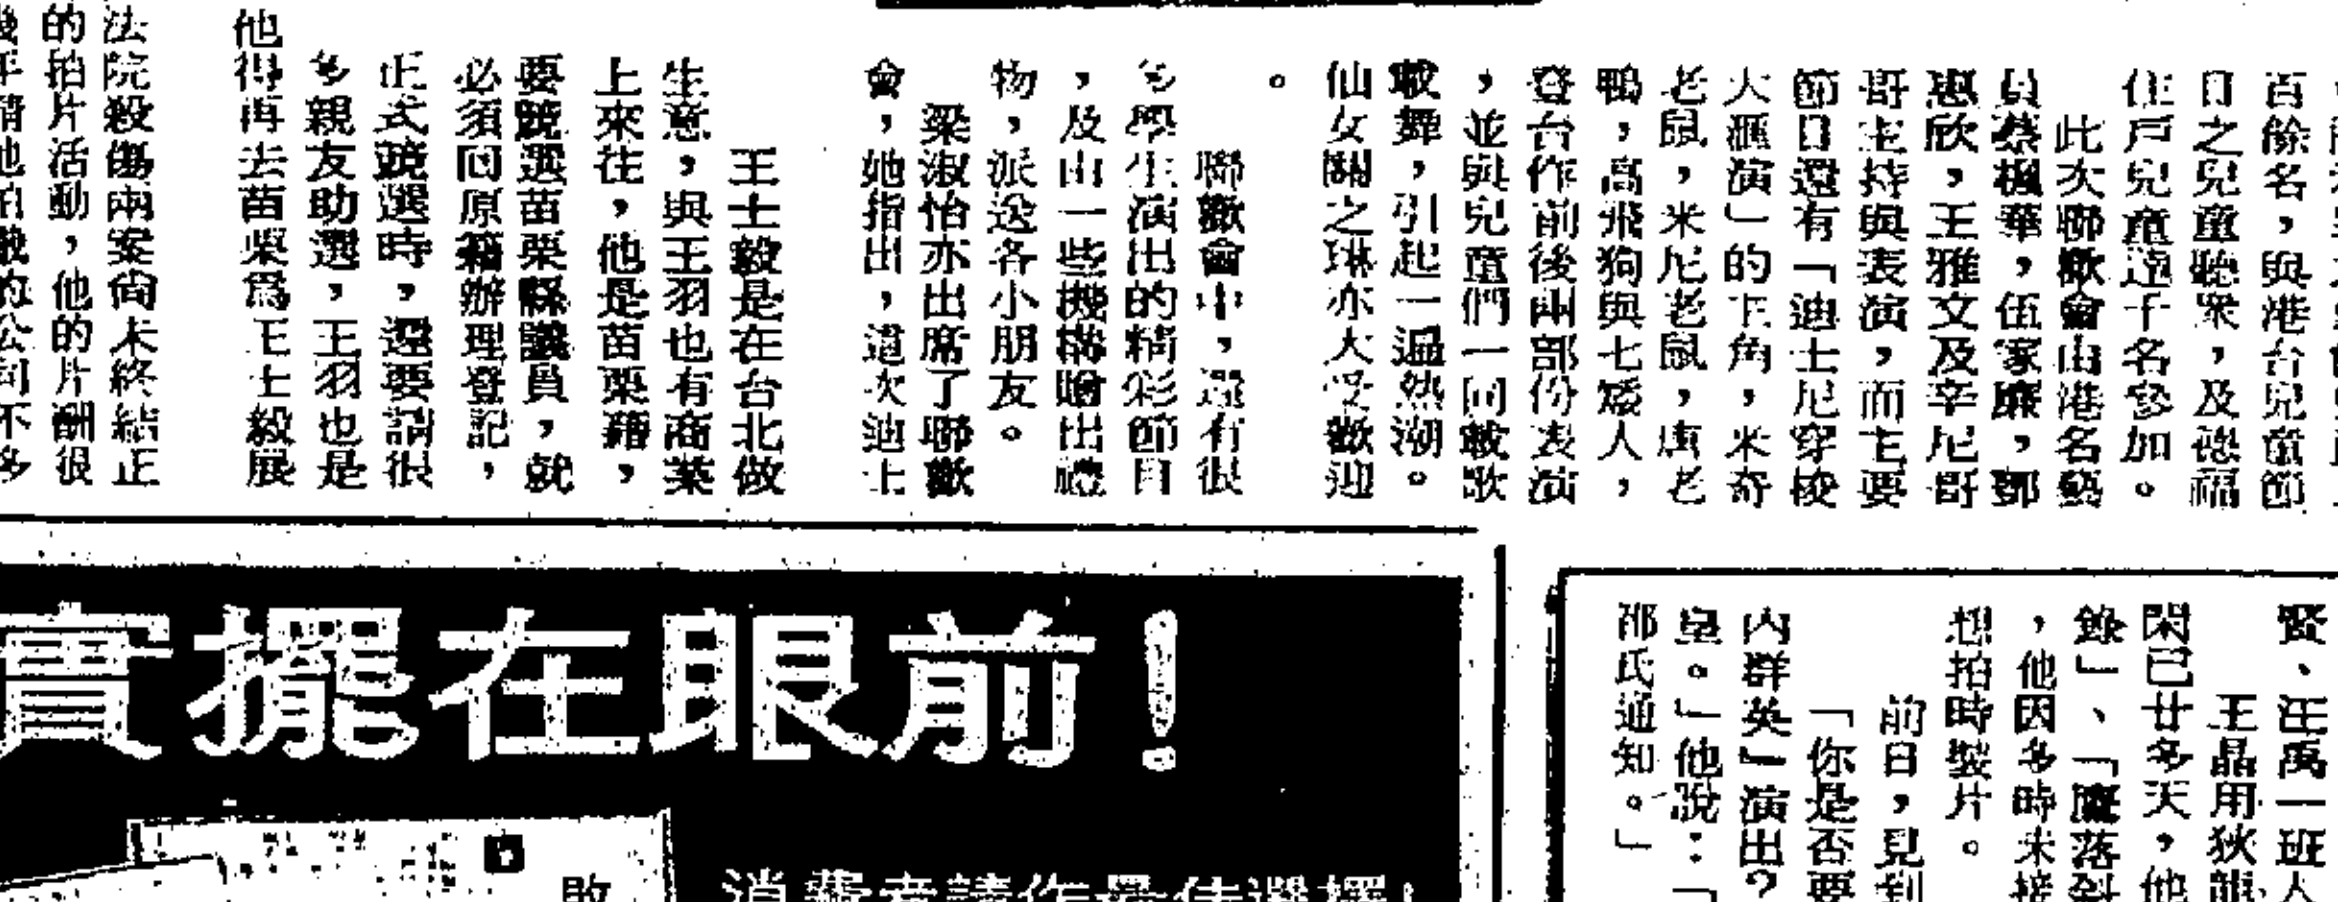 百餘名，與港台兒童節
目之兒童聽衆，及德福
住戶兒童逾千名參加。
此次聯歡會由港名藝
員蔡楓華，伍家廉，鄧
惠欣，王雅文及辛尼哥
哥主持與表演，而主要
節目還有「迪士尼穿梭
大滙演」的主角，米奇
老鼠，米尼老鼠，唐老
鴨，高飛狗與七矮人，
登台作前後兩部份表演
，並與兒童們一同載歌
載舞，引起一遍熱潮。
仙女關之琳亦大受歡迎
。
聯歡會中，還有很
多學生演出的精彩節目
，及由一些機構贈出禮
物，派送各小朋友。
梁淑怡亦出席了聯歡
會，她指出，這次迪士
王士毅是在台北做
生意，與王羽也有商業
上來往，他是苗栗籍，
要競選苗栗縣議員，就
必須回原籍辦理登記，
正式競選時，還要請很
多親友助選，王羽也是
他得再去苗栗爲王士毅展
法院殺傷兩案尚未終結正
的拍片活動，他的片酬很
賢、汪禹一班人
王晶用狄龍
閑已廿多天，他
錄」、「鷹落斜
，他因多時未接
想拍時裝片。
前日，見到
「你是否要
內群英」演出？
皇。」他說：「
邵氏通知。」
實擺在眼前！
消費者請作最佳選擇！